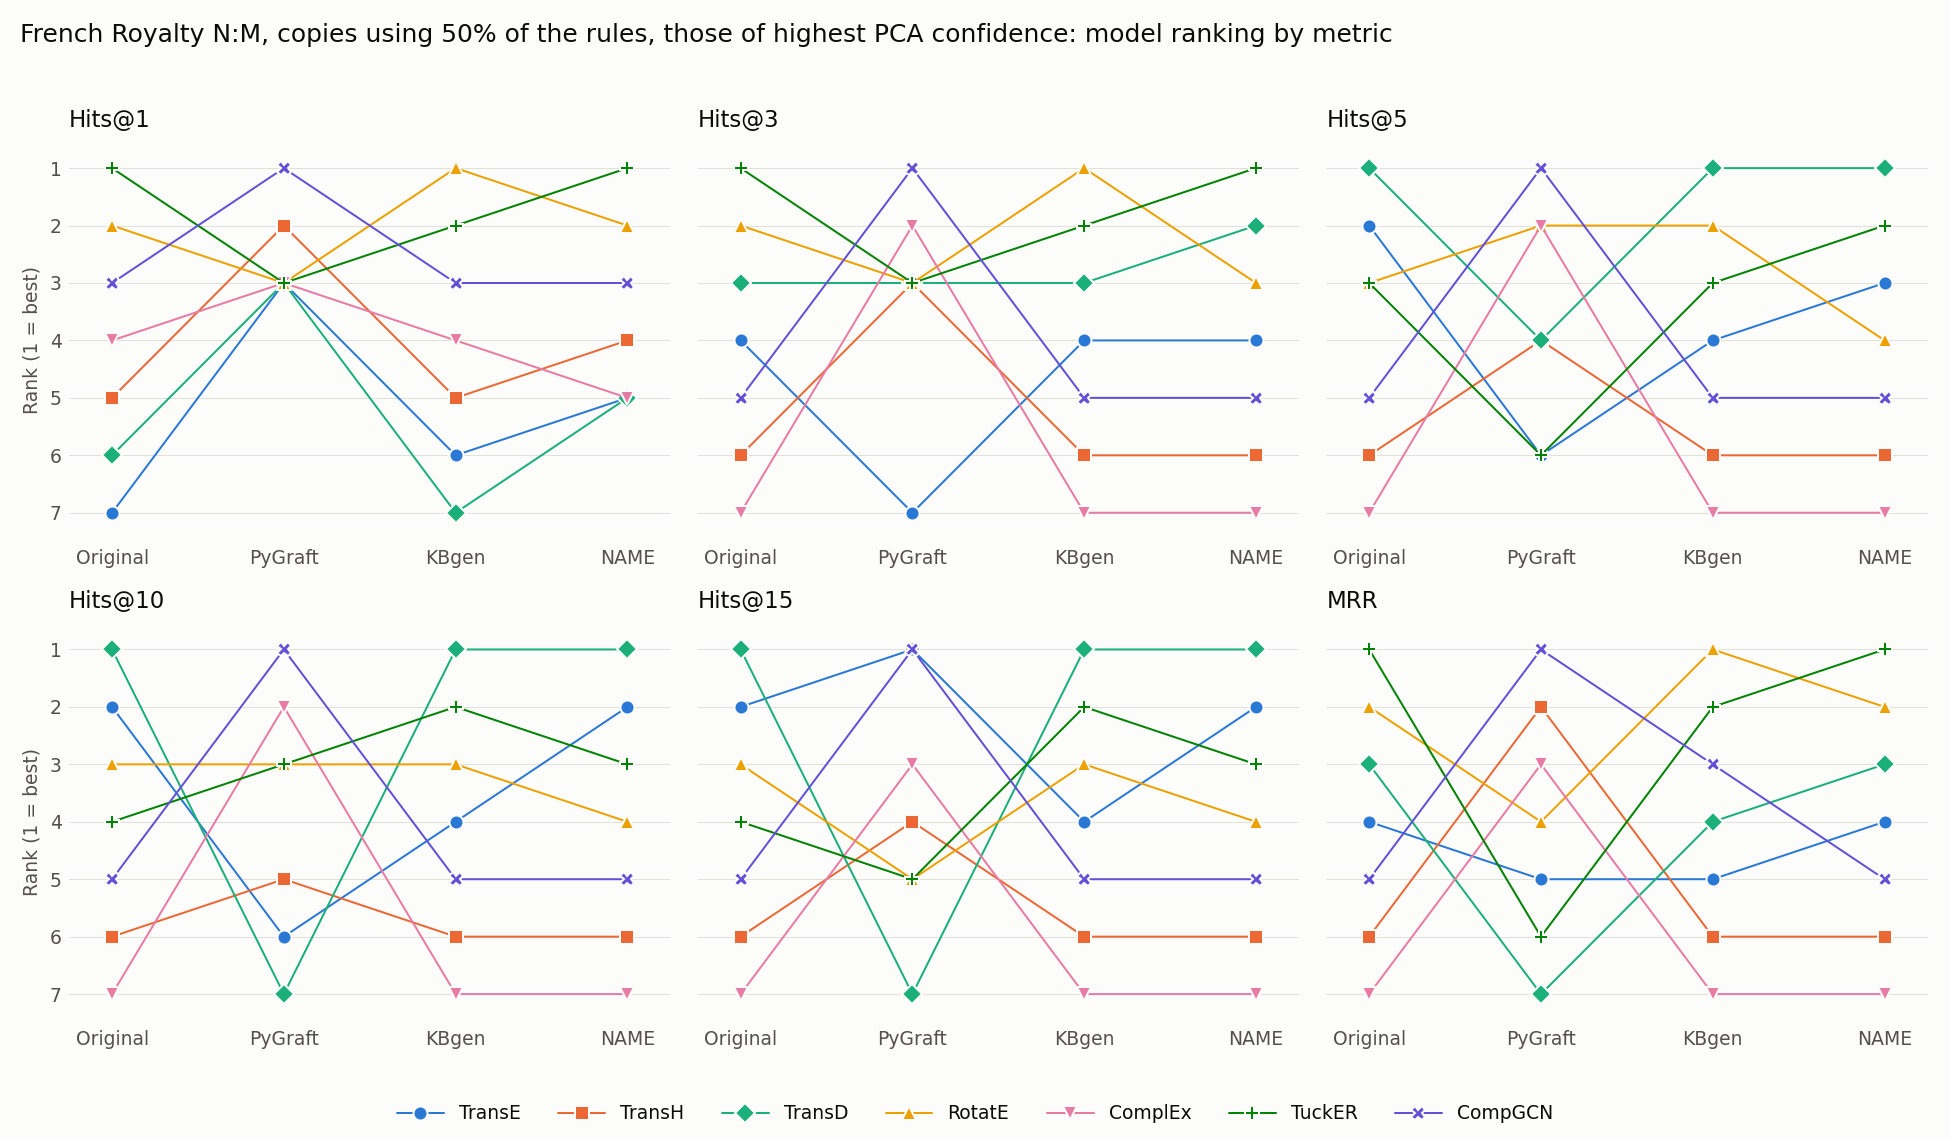 French Royalty N:M, copies using 50% of the rules, those of highest PCA confidence: model ranking by metric
Hits@1
Hits@3
Hits@5
Rank (1 = best)
1
2
3
4
5
6
7
Original PyGraft KBgen NAME
Original PyGraft KBgen NAME
Original PyGraft KBgen NAME
Hits@10
Hits@15
MRR
Rank (1 = best)
1
2
3
4
5
6
7
Original PyGraft KBgen NAME
Original PyGraft KBgen NAME
Original PyGraft KBgen NAME
TransE TransH TransD RotatE ComplEx TuckER CompGCN